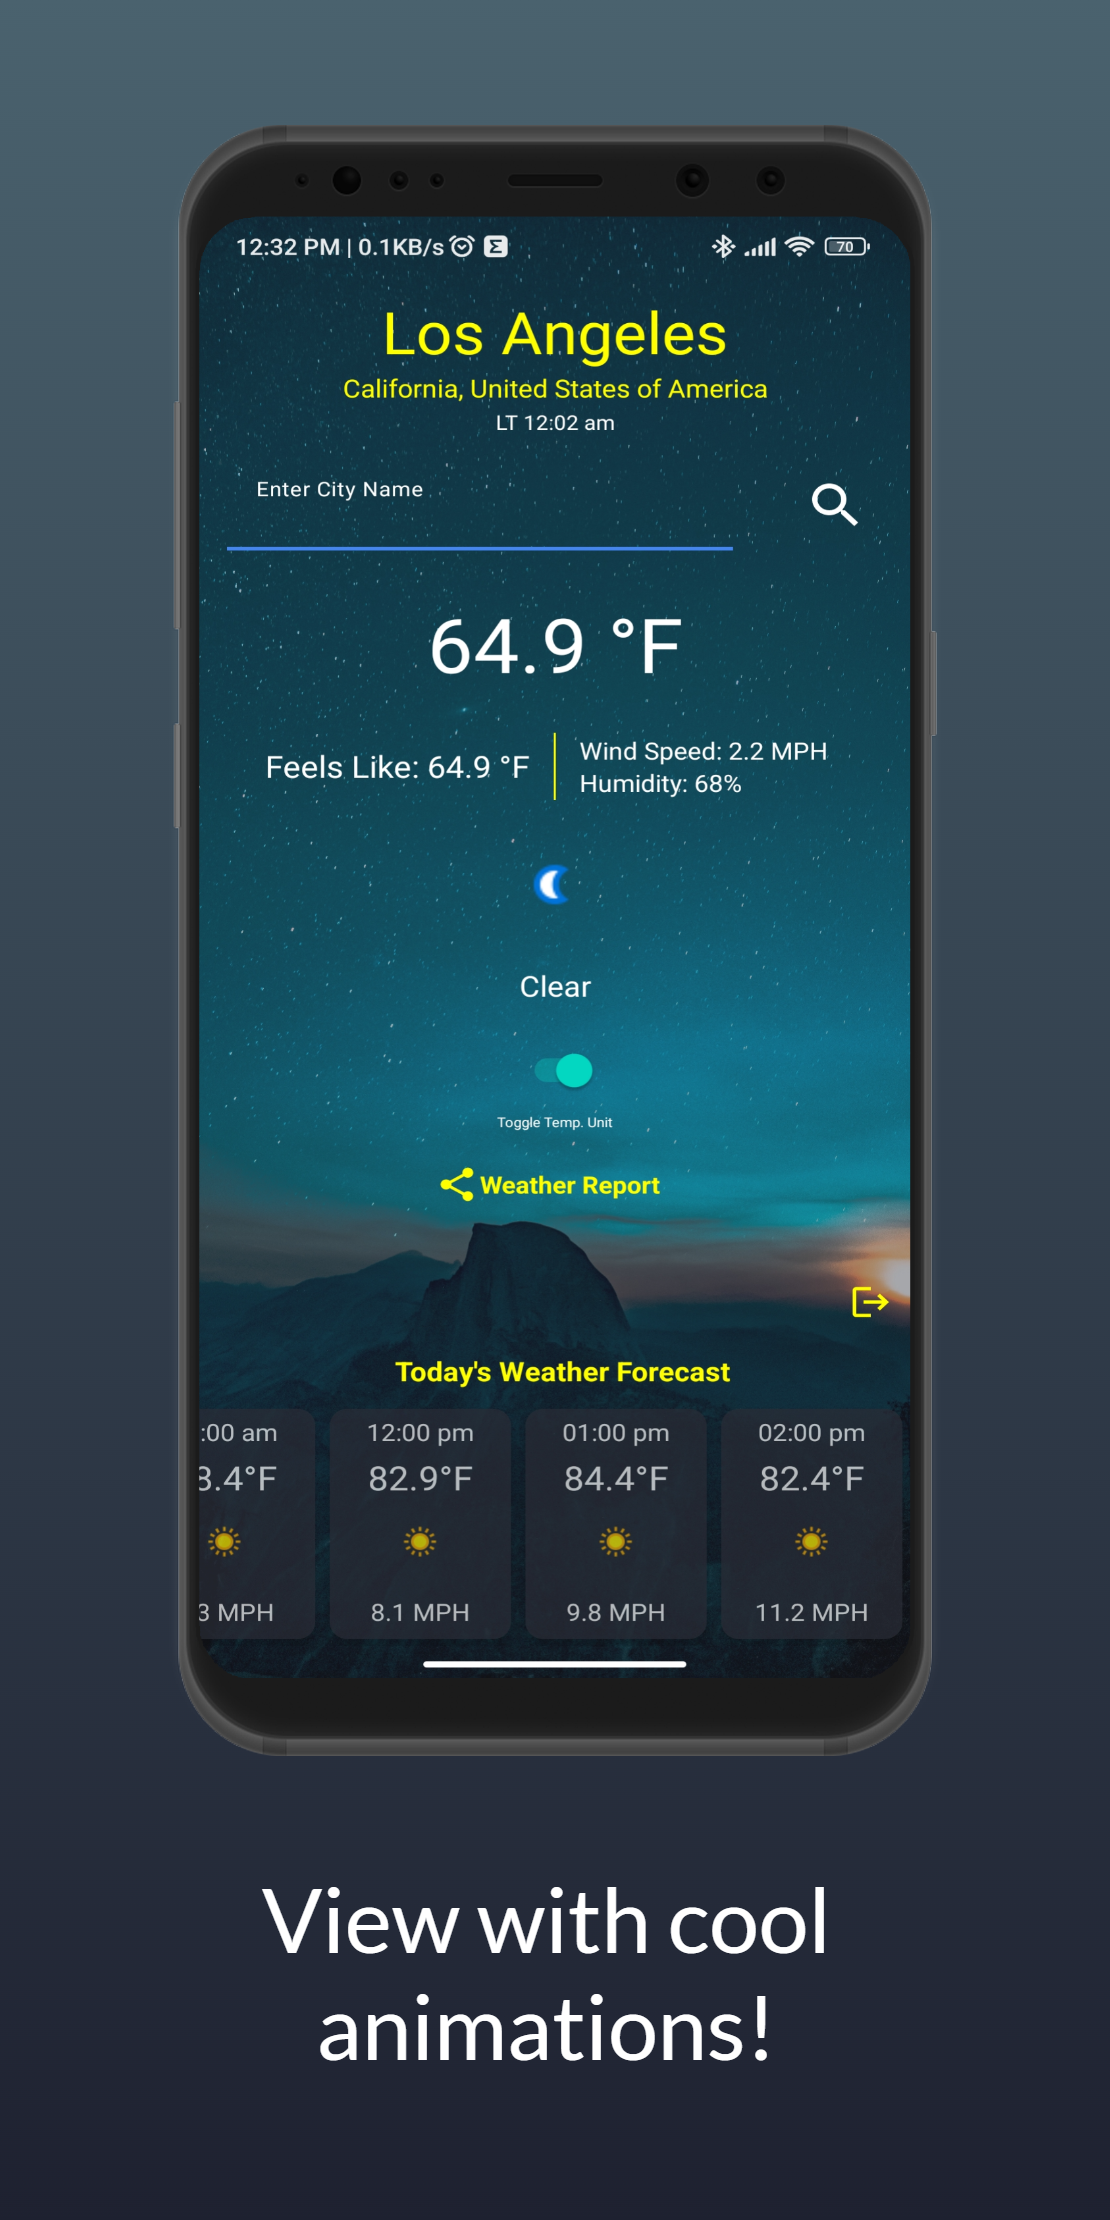 12:32 PM | 0.1KB/s
70
Los Angeles
California, United States of America
LT 12:02 am
Enter City Name
64.9 °F
Feels Like: 64.9 °F
Wind Speed: 2.2 MPH
Humidity: 68%
Clear
Toggle Temp. Unit
Weather Report
Today's Weather Forecast
:00 am 12:00 pm 01:00 pm 02:00 pm
8.4°F 82.9°F 84.4°F 82.4°F
3 MPH 8.1 MPH 9.8 MPH 11.2 MPH
View with cool
animations!